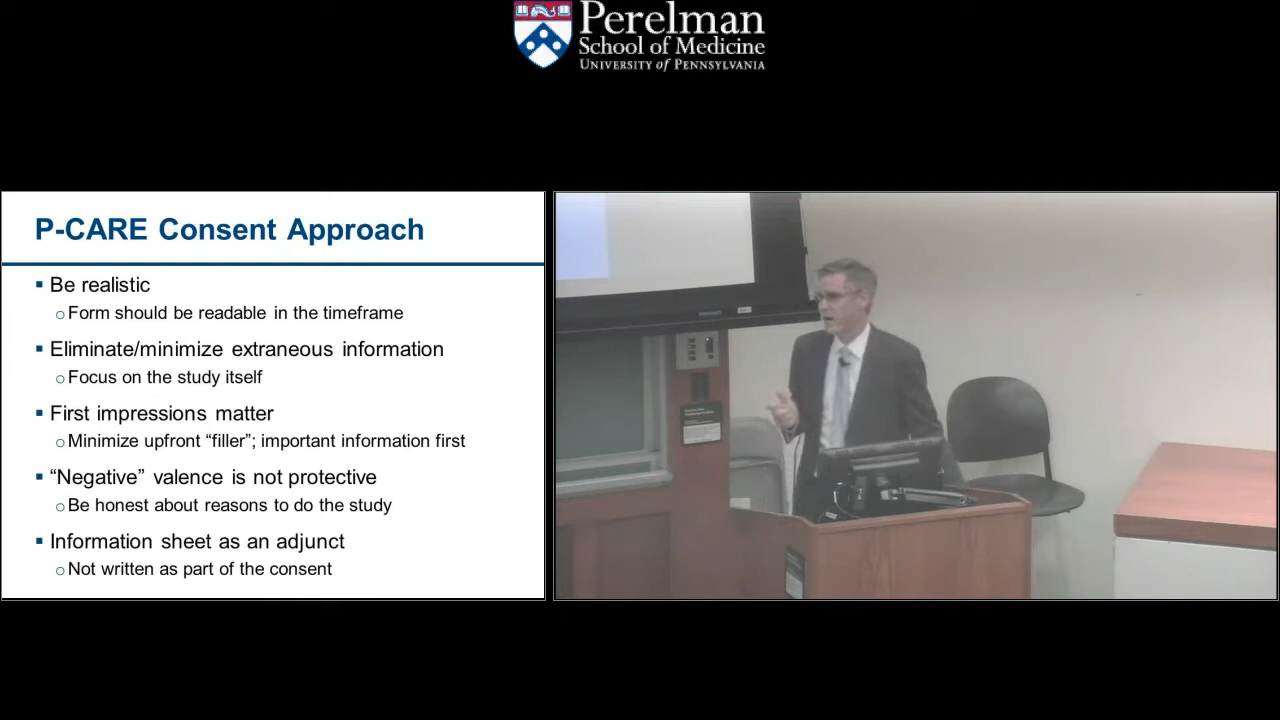 Perelman
School of Medicine
UNIVERSITY of PENNSYLVANIA
P-CARE Consent Approach
Be realistic
Form should be readable in the timeframe
Eliminate/minimize extraneous information
Focus on the study itself
First impressions matter
Minimize upfront “filler”; important information first
“Negative” valence is not protective
Be honest about reasons to do the study
Information sheet as an adjunct
Not written as part of the consent